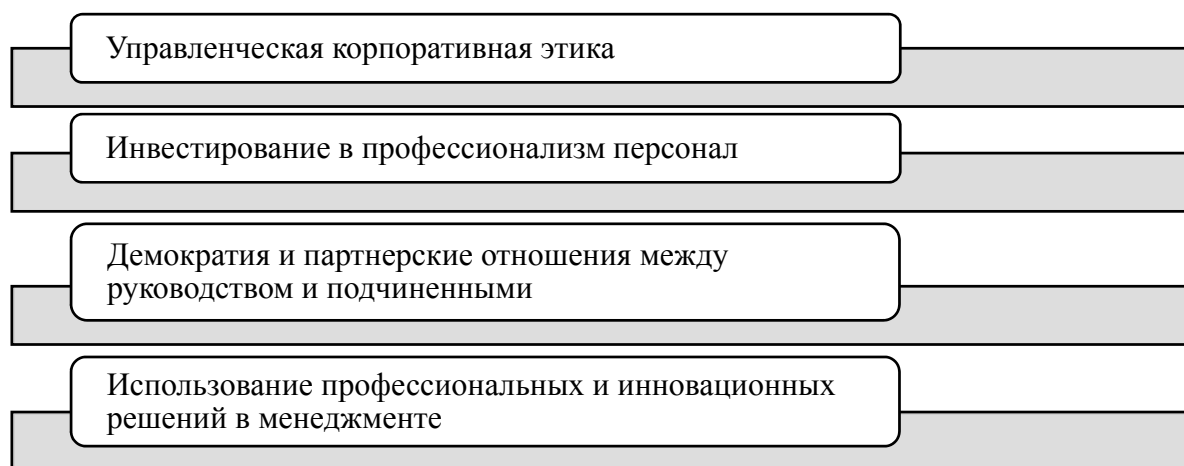 Управленческая корпоративная этика
Инвестирование в профессионализм персонал
Демократия и партнерские отношения между
руководством и подчиненными
Использование профессиональных и инновационных
решений в менеджменте